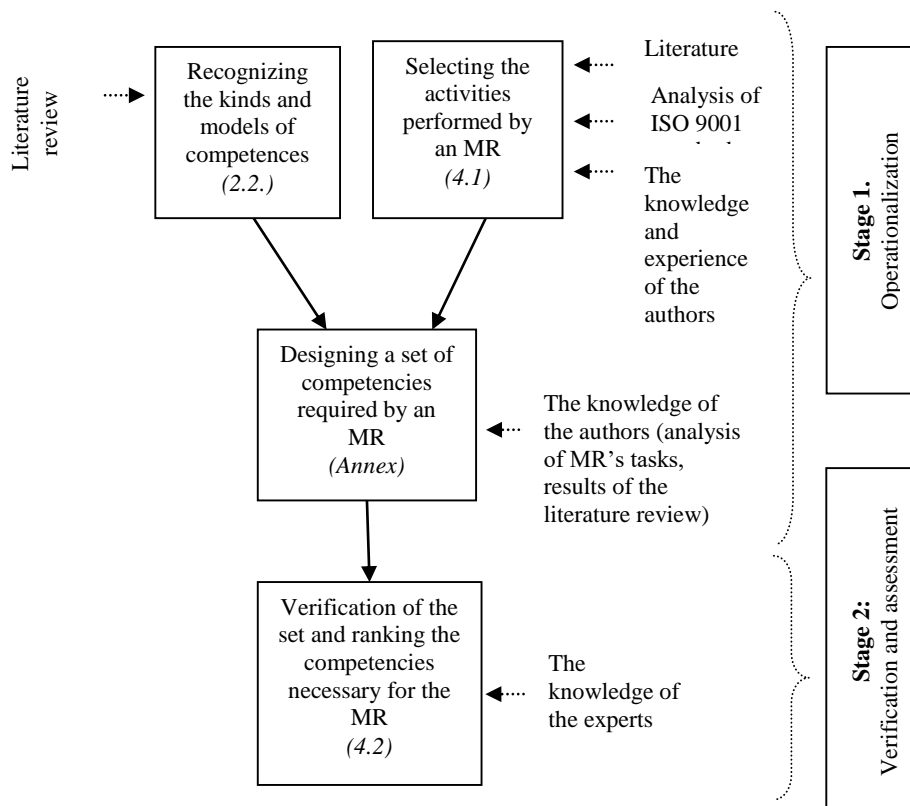 Literature
review
Recognizing
the kinds and
models of
competences
(2.2.)
Selecting the
activities
performed by
an MR
(4.1)
Literature
Analysis of
ISO 9001
The
knowledge
and
experience
of the
authors
Stage 1.
Operationalization
Designing a set of
competencies
required by an
MR
(Annex)
The knowledge of
the authors (analysis
of MR’s tasks,
results of the
literature review)
Verification of the
set and ranking the
competencies
necessary for the
MR
(4.2)
The
knowledge of
the experts
Stage 2:
Verification and assessment